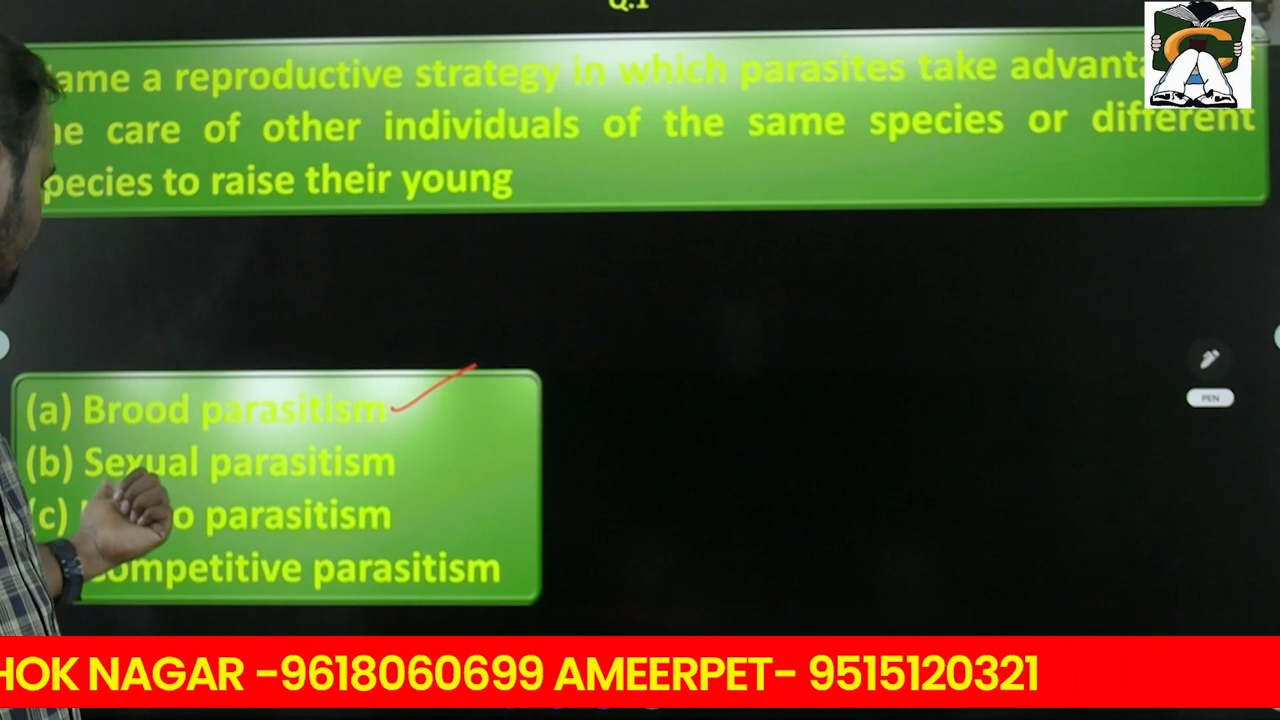 Q.1
ame a reproductive strategy in which parasites take advanta
he care of other individuals of the same species or different
pecies to raise their young
(a) Brood parasitism
(b) Sexual parasitism
(c) o parasitism
ompetitive parasitism
PEN
HOK NAGAR -9618060699 AMEERPET- 9515120321